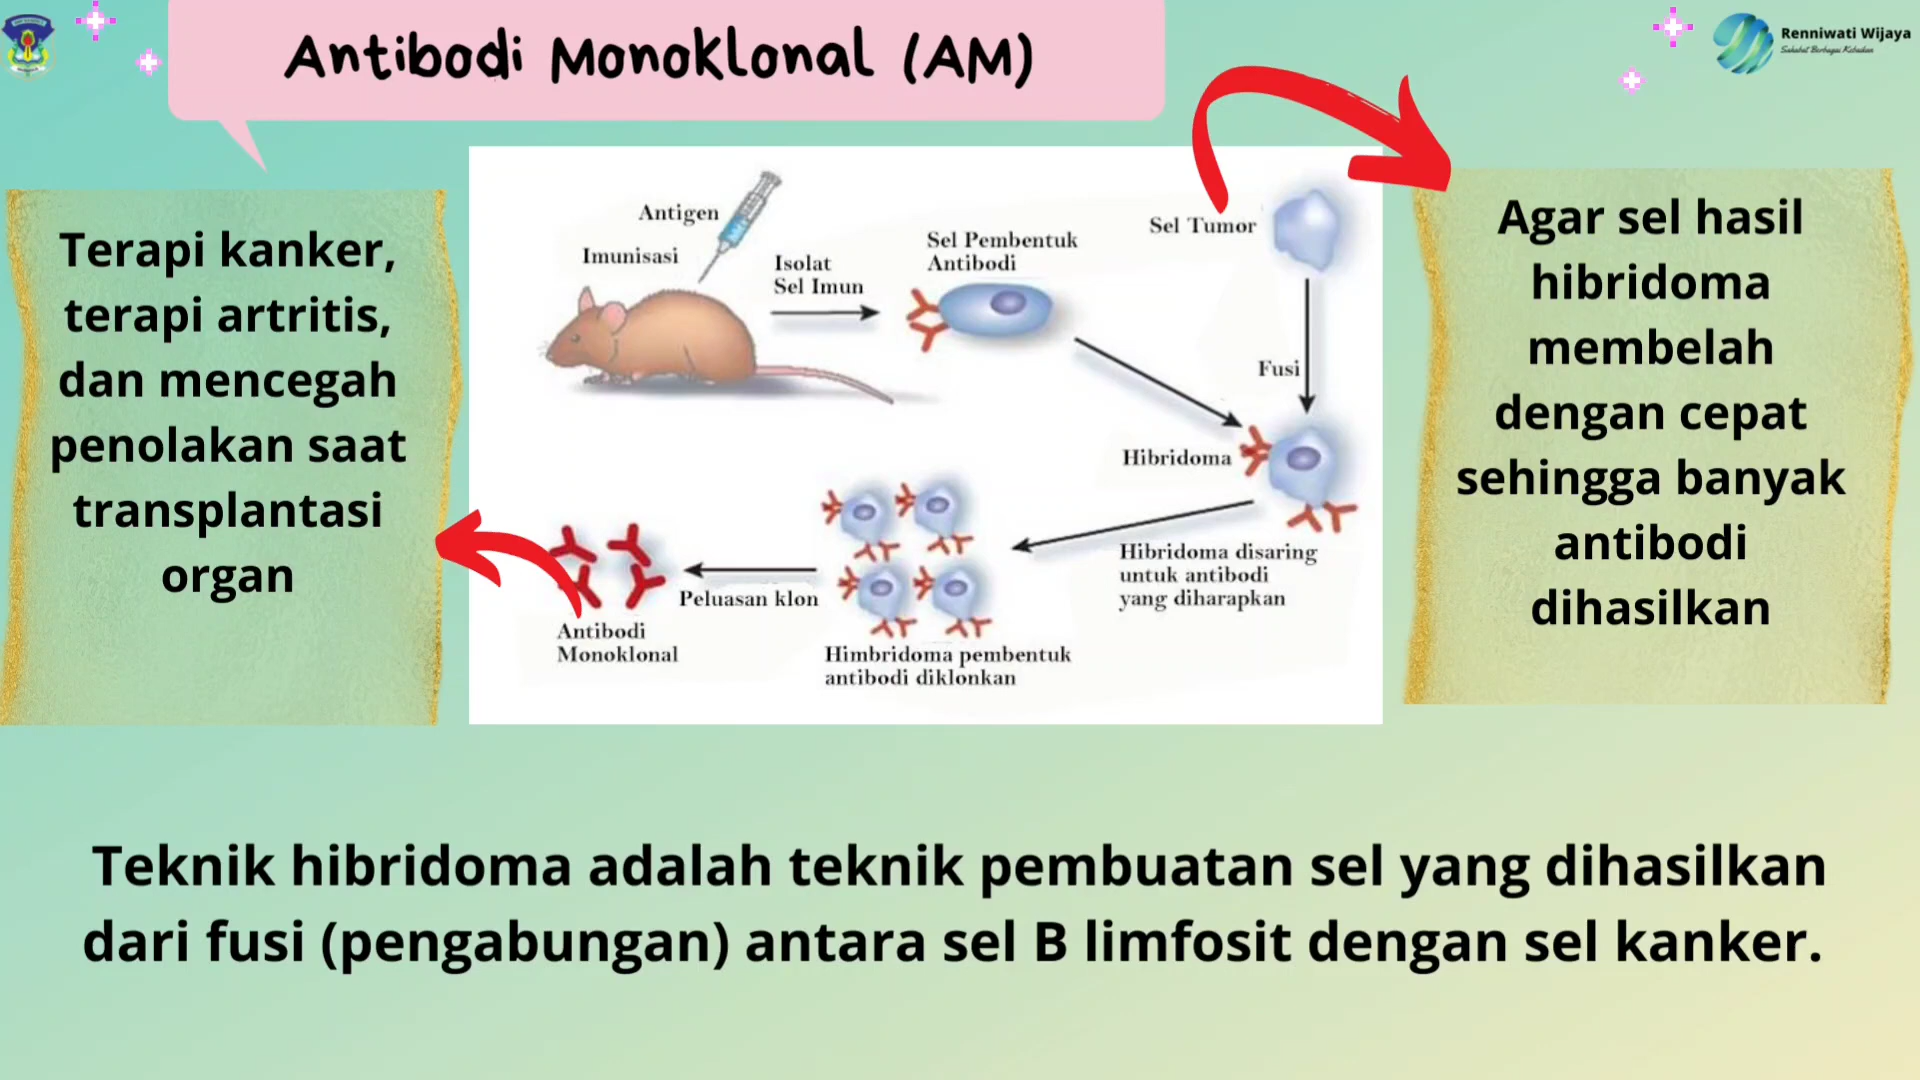 Antibodi Monoklonal (AM)
Renniwati Wijaya
Sahabat Berbagai Kebaikan
Terapi kanker,
terapi artritis,
dan mencegah
penolakan saat
transplantasi
organ
Antigen
Imunisasi
Isolat
Sel Imun
Sel Pembentuk
Antibodi
Sel Tumor
Fusi
Hibridoma
Hibridoma disaring
untuk antibodi
yang diharapkan
Himbridoma pembentuk
antibodi diklonkan
Peluasan klon
Antibodi
Monoklonal
Agar sel hasil
hibridoma
membelah
dengan cepat
sehingga banyak
antibodi
dihasilkan
Teknik hibridoma adalah teknik pembuatan sel yang dihasilkan
dari fusi (pengabungan) antara sel B limfosit dengan sel kanker.